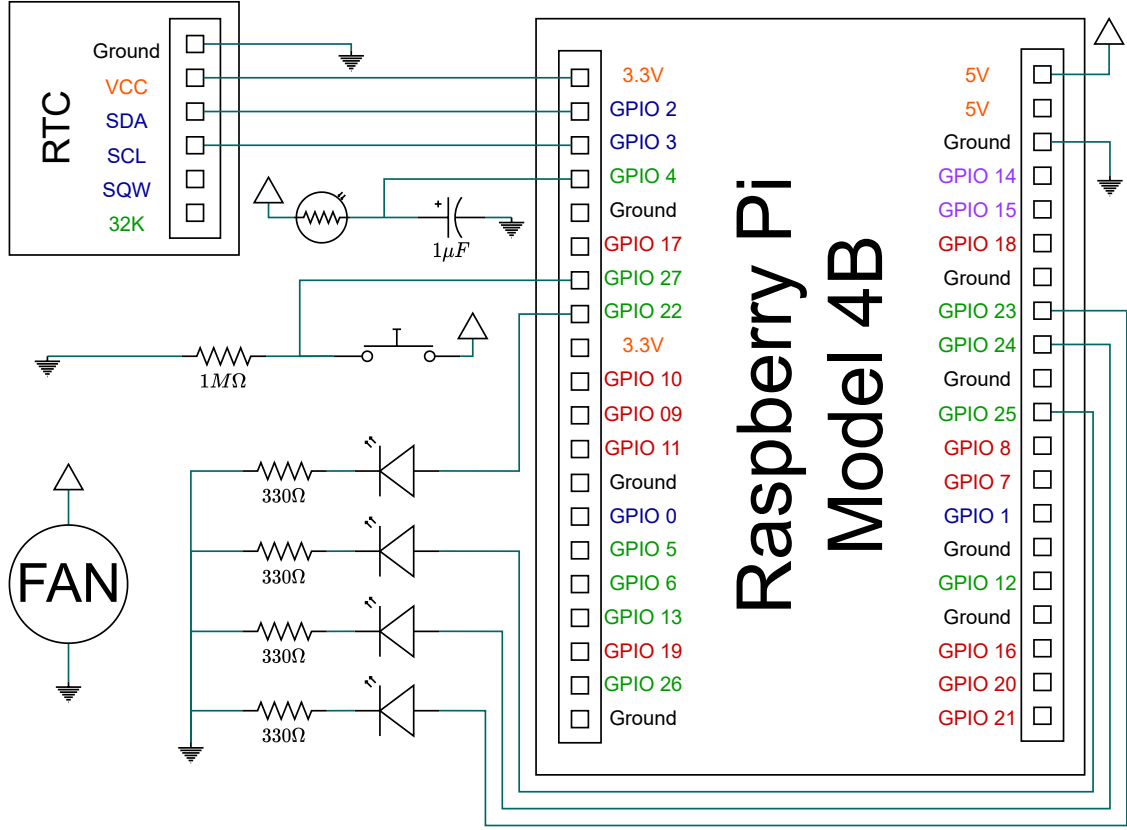 RTC
Ground
VCC
SDA
SCL
SQW
32K
+
1μF
1MΩ
330Ω
330Ω
330Ω
330Ω
FAN
3.3V
GPIO 2
GPIO 3
GPIO 4
Ground
GPIO 17
GPIO 27
GPIO 22
3.3V
GPIO 10
GPIO 09
GPIO 11
Ground
GPIO 0
GPIO 5
GPIO 6
GPIO 13
GPIO 19
GPIO 26
Ground
Raspberry Pi
Model 4B
5V
5V
Ground
GPIO 14
GPIO 15
GPIO 18
Ground
GPIO 23
GPIO 24
Ground
GPIO 25
GPIO 8
GPIO 7
GPIO 1
Ground
GPIO 12
Ground
GPIO 16
GPIO 20
GPIO 21